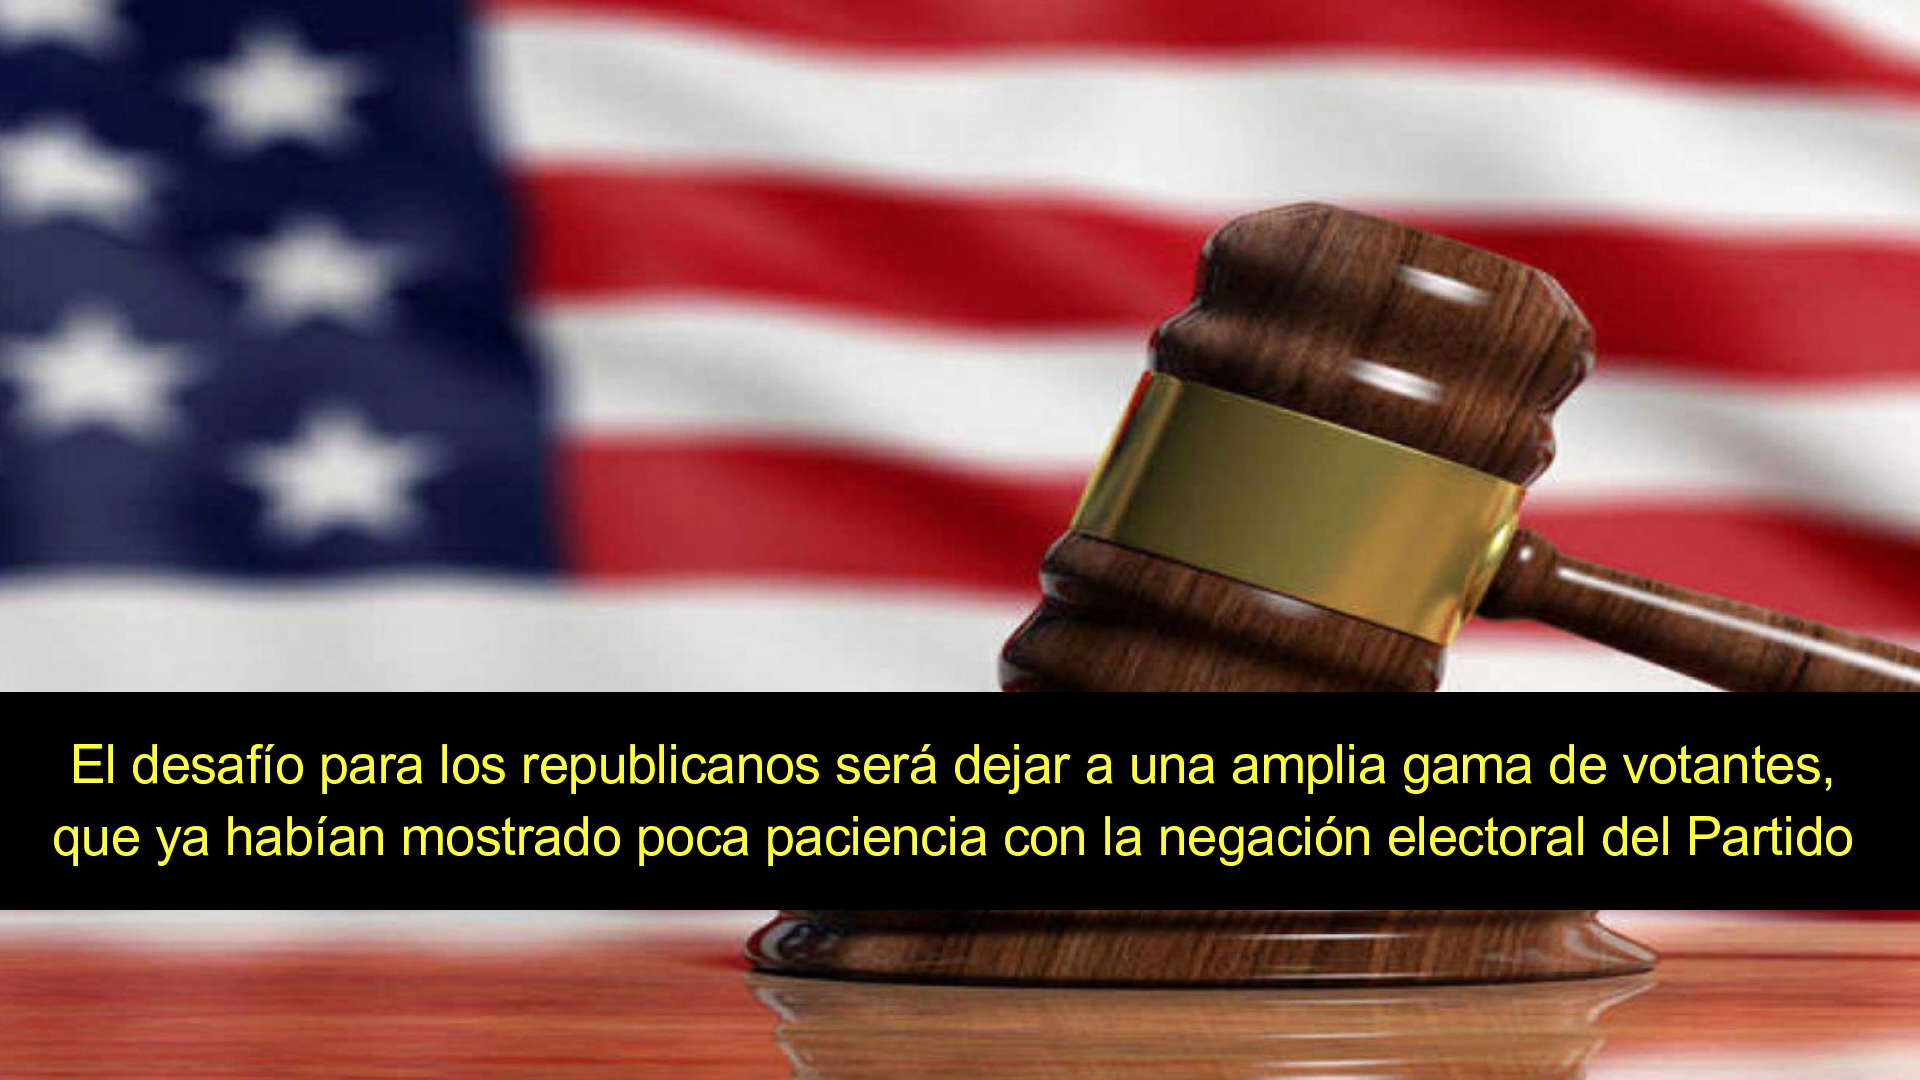 El desafío para los republicanos será dejar a una amplia gama de votantes,
que ya habían mostrado poca paciencia con la negación electoral del Partido